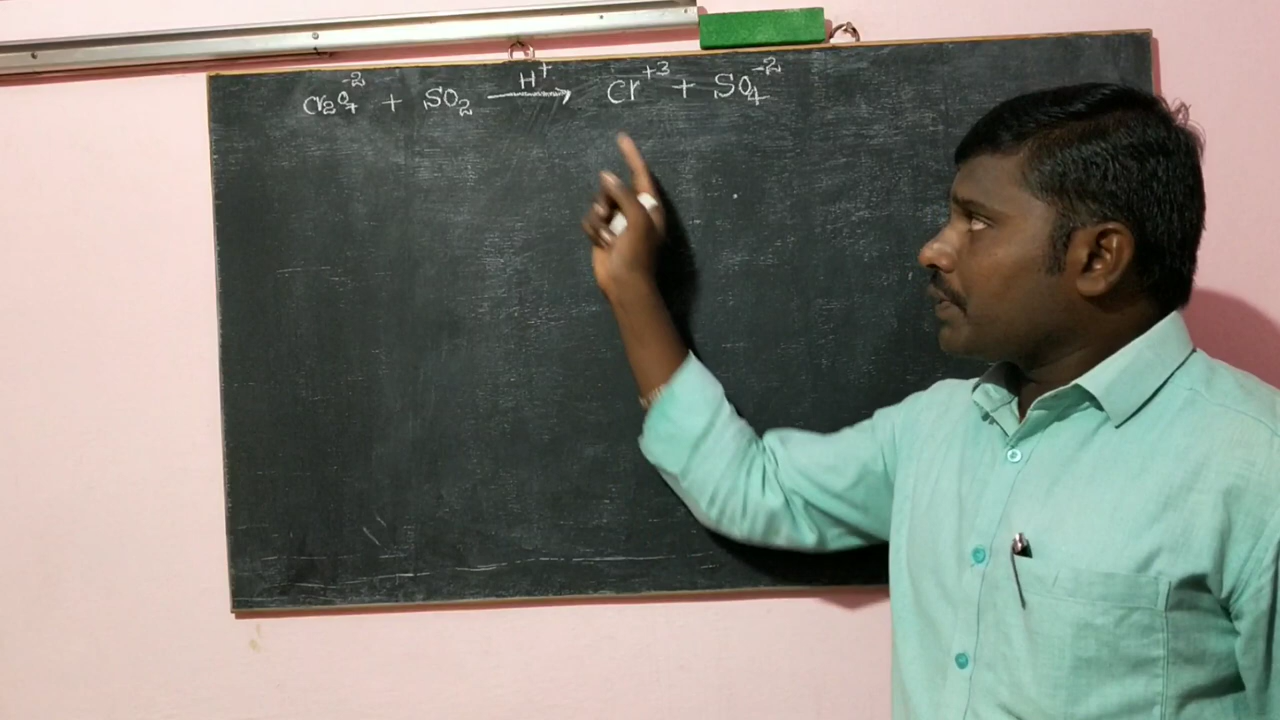 Cr₂O₇⁻² + SO₂ —H⁺→ Cr⁺³ + SO₄⁻²